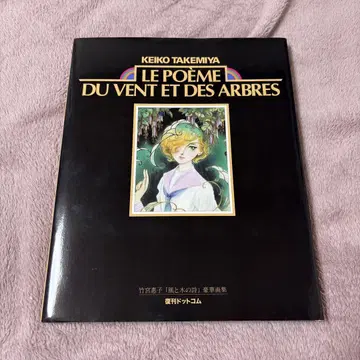 KEIKO TAKEMIYA
LE POÈME
DU VENT ET DES ARBRES
竹宮惠子「風と木の詩」豪華画集
復刊ドットコム